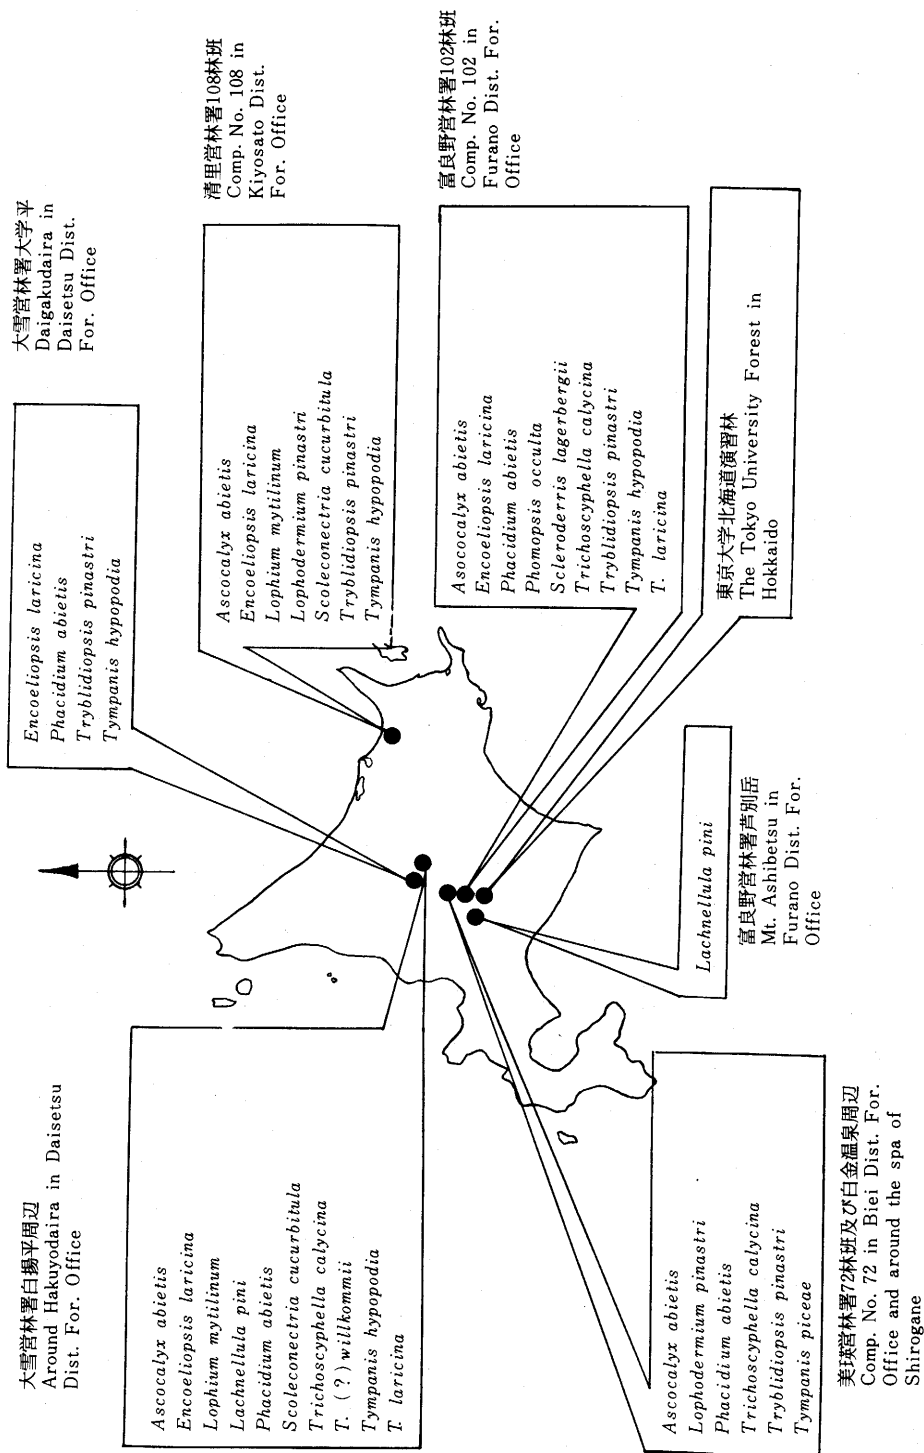 大雪営林署大学平
Daigakudaira in
Daisetsu Dist.
For. Office
Encoeliopsis laricina
Phacidium abietis
Tryblidiopsis pinastri
Tympanis hypopodia
清里営林署108林班
Comp. No. 108 in
Kiyosato Dist.
For. Office
Ascocalyx abietis
Encoeliopsis laricina
Lophium mytilinum
Lophodermium pinastri
Scoleconectria cucurbitula
Tryblidiopsis pinastri
Tympanis hypopodia
富良野営林署102林班
Comp. No. 102 in
Furano Dist. For.
Office
Ascocalyx abietis
Encoeliopsis laricina
Phacidium abietis
Phomopsis occulta
Scleroderris lagerbergii
Trichoscyphella calycina
Tryblidiopsis pinastri
Tympanis hypopodia
T. laricina
東京大学北海道演習林
The Tokyo University Forest in
Hokkaido
大雪営林署白揚平周辺
Around Hakuyodaira in Daisetsu
Dist. For. Office
Ascocalyx abietis
Encoeliopsis laricina
Lophium mytilinum
Lachnellula pini
Phacidium abietis
Scoleconectria cucurbitula
Trichoscyphella calycina
T. (?) willkommii
Tympanis hypopodia
T. laricina
Lachnellula pini
富良野営林署芦別岳
Mt. Ashibetsu in
Furano Dist. For.
Office
Ascocalyx abietis
Lophodermium pinastri
Phacidium abietis
Trichoscyphella calycina
Tryblidiopsis pinastri
Tympanis piceae
美瑛営林署72林班及び白金温泉周辺
Comp. No. 72 in Biei Dist. For.
Office and around the spa of
Shirogane